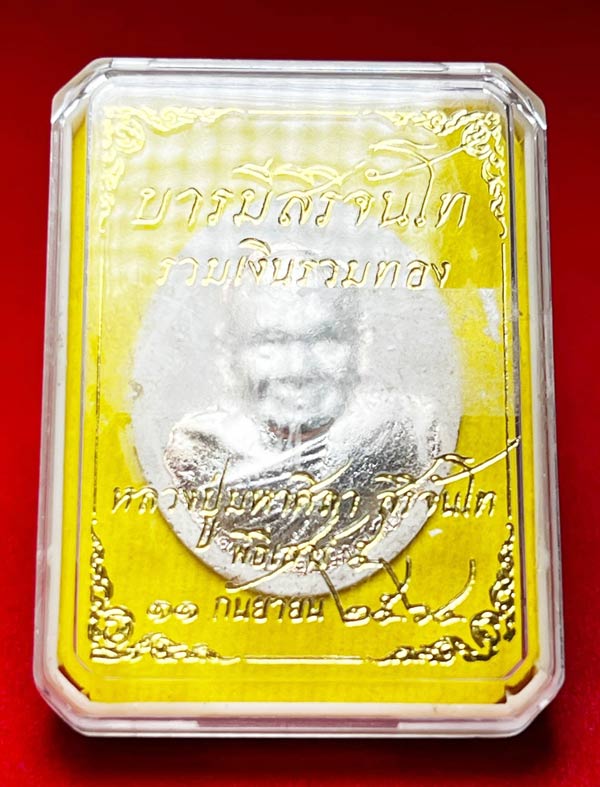 บารมีสิริจันโท
รวมเงินรวมทอง
หลวงปู่มหาศิลา สิริจันโท
๑๑ กันยายน ๒๕๖๔